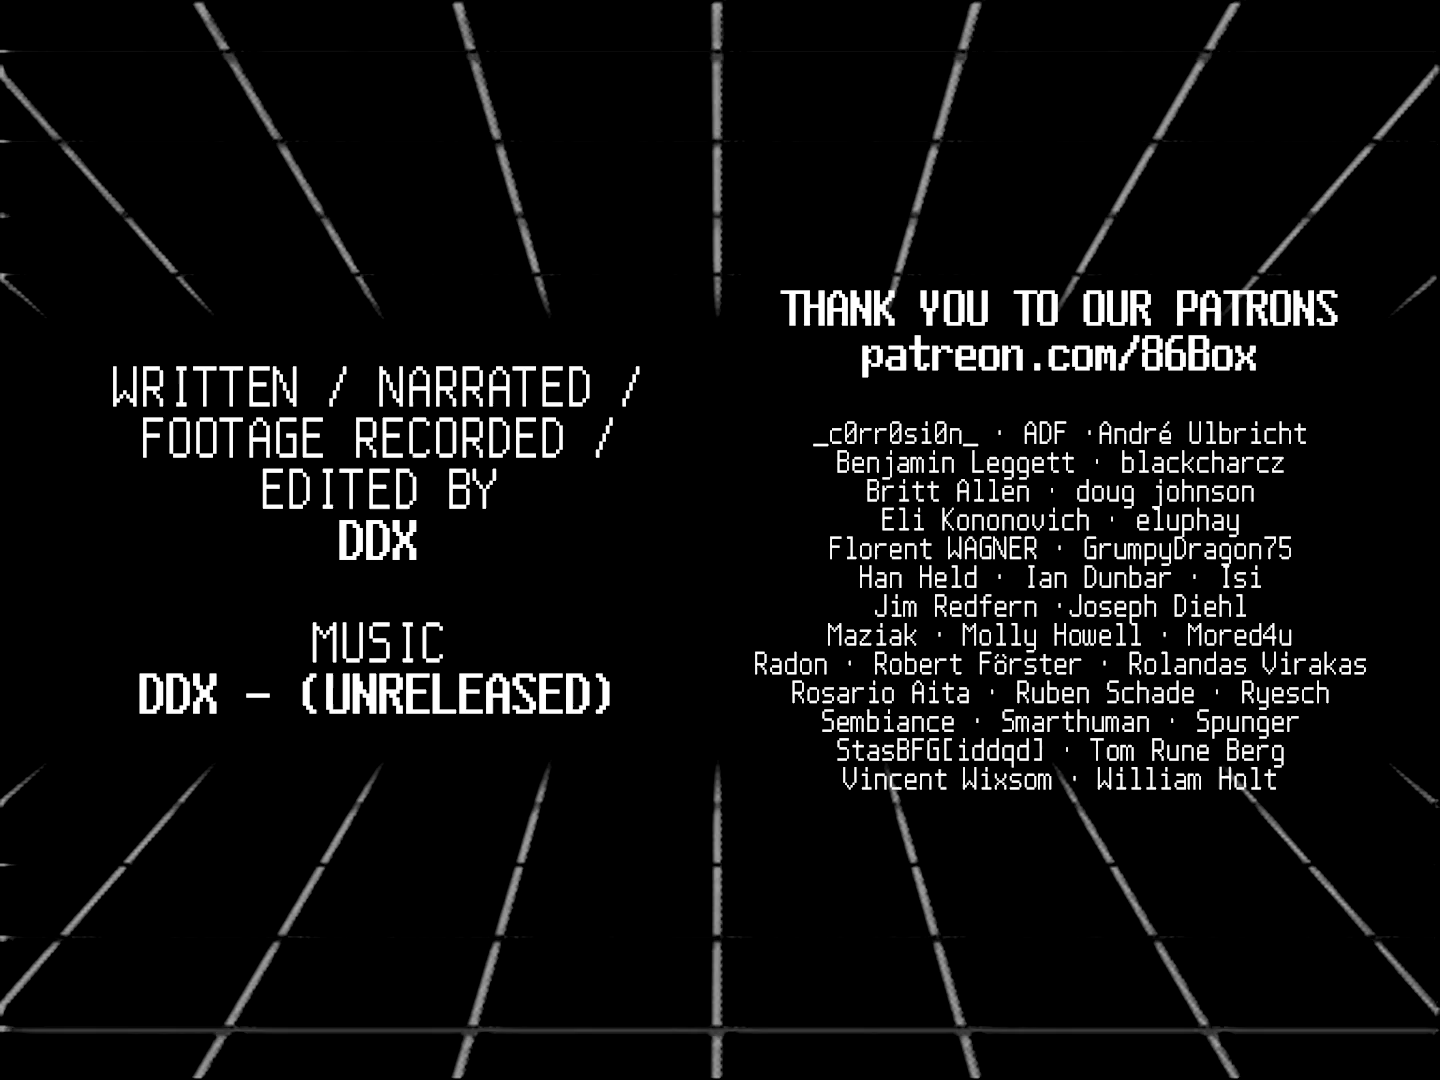 WRITTEN / NARRATED /
FOOTAGE RECORDED /
EDITED BY
DDX
MUSIC
DDX – (UNRELEASED)
THANK YOU TO OUR PATRONS
patreon.com/86Box
_c0rr0si0n_ · ADF ·André Ulbricht
Benjamin Leggett · blackcharcz
Britt Allen · doug johnson
Eli Kononovich · eluphay
Florent WAGNER · GrumpyDragon75
Han Held · Ian Dunbar · Isi
Jim Redfern ·Joseph Diehl
Maziak · Molly Howell · Mored4u
Radon · Robert Förster · Rolandas Virakas
Rosario Aita · Ruben Schade · Ryesch
Sembiance · Smarthuman · Spunger
StasBFG[iddqd] · Tom Rune Berg
Vincent Wixsom · William Holt